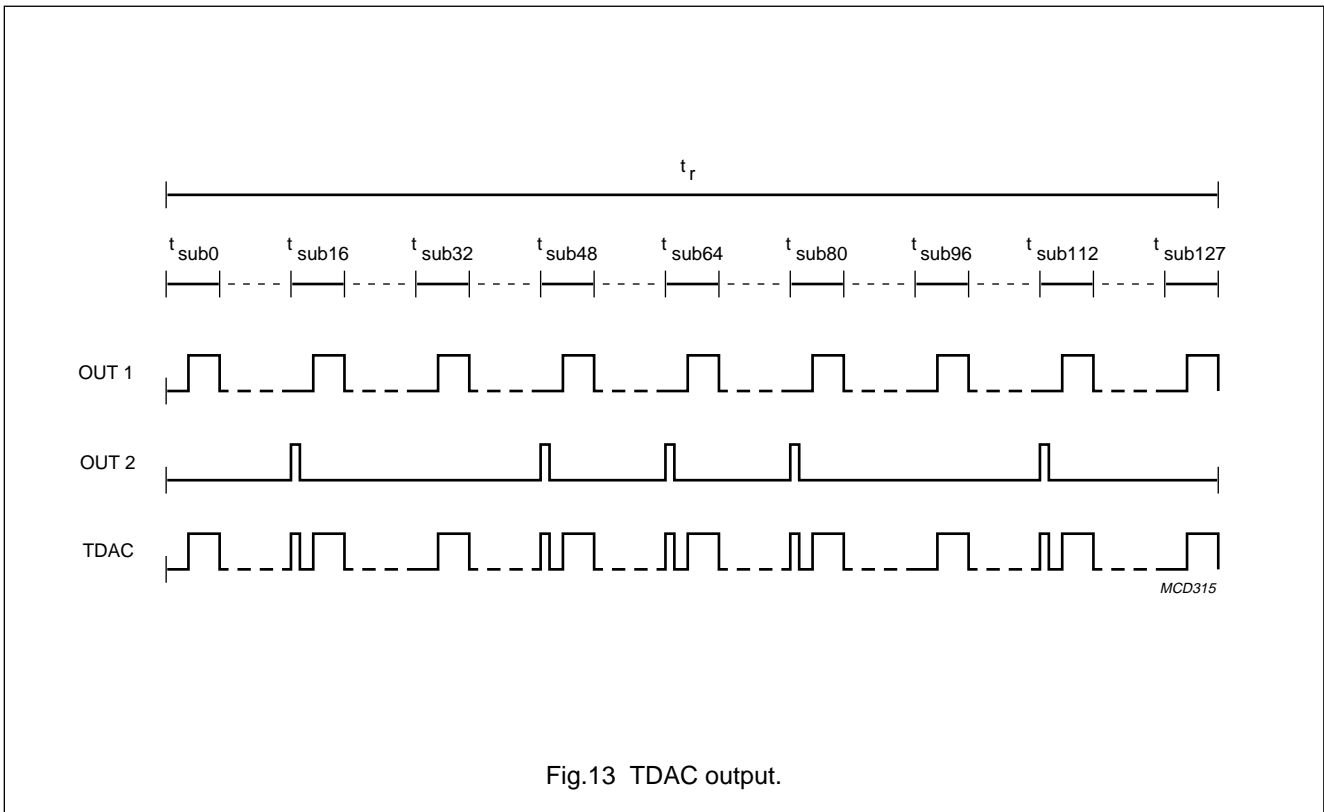 t r
t sub0 t sub16 t sub32 t sub48 t sub64 t sub80 t sub96 t sub112 t sub127
OUT 1
OUT 2
TDAC
MCD315
Fig.13 TDAC output.